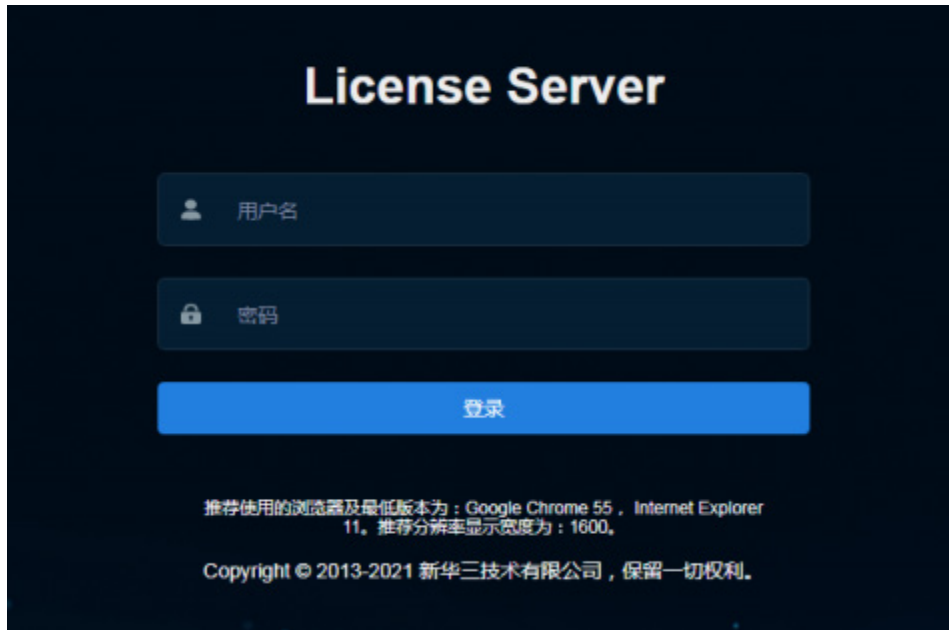 License Server
用户名
密码
登录
推荐使用的浏览器及最低版本为：Google Chrome 55， Internet Explorer
11。推荐分辨率显示宽度为：1600。
Copyright © 2013-2021 新华三技术有限公司，保留一切权利。